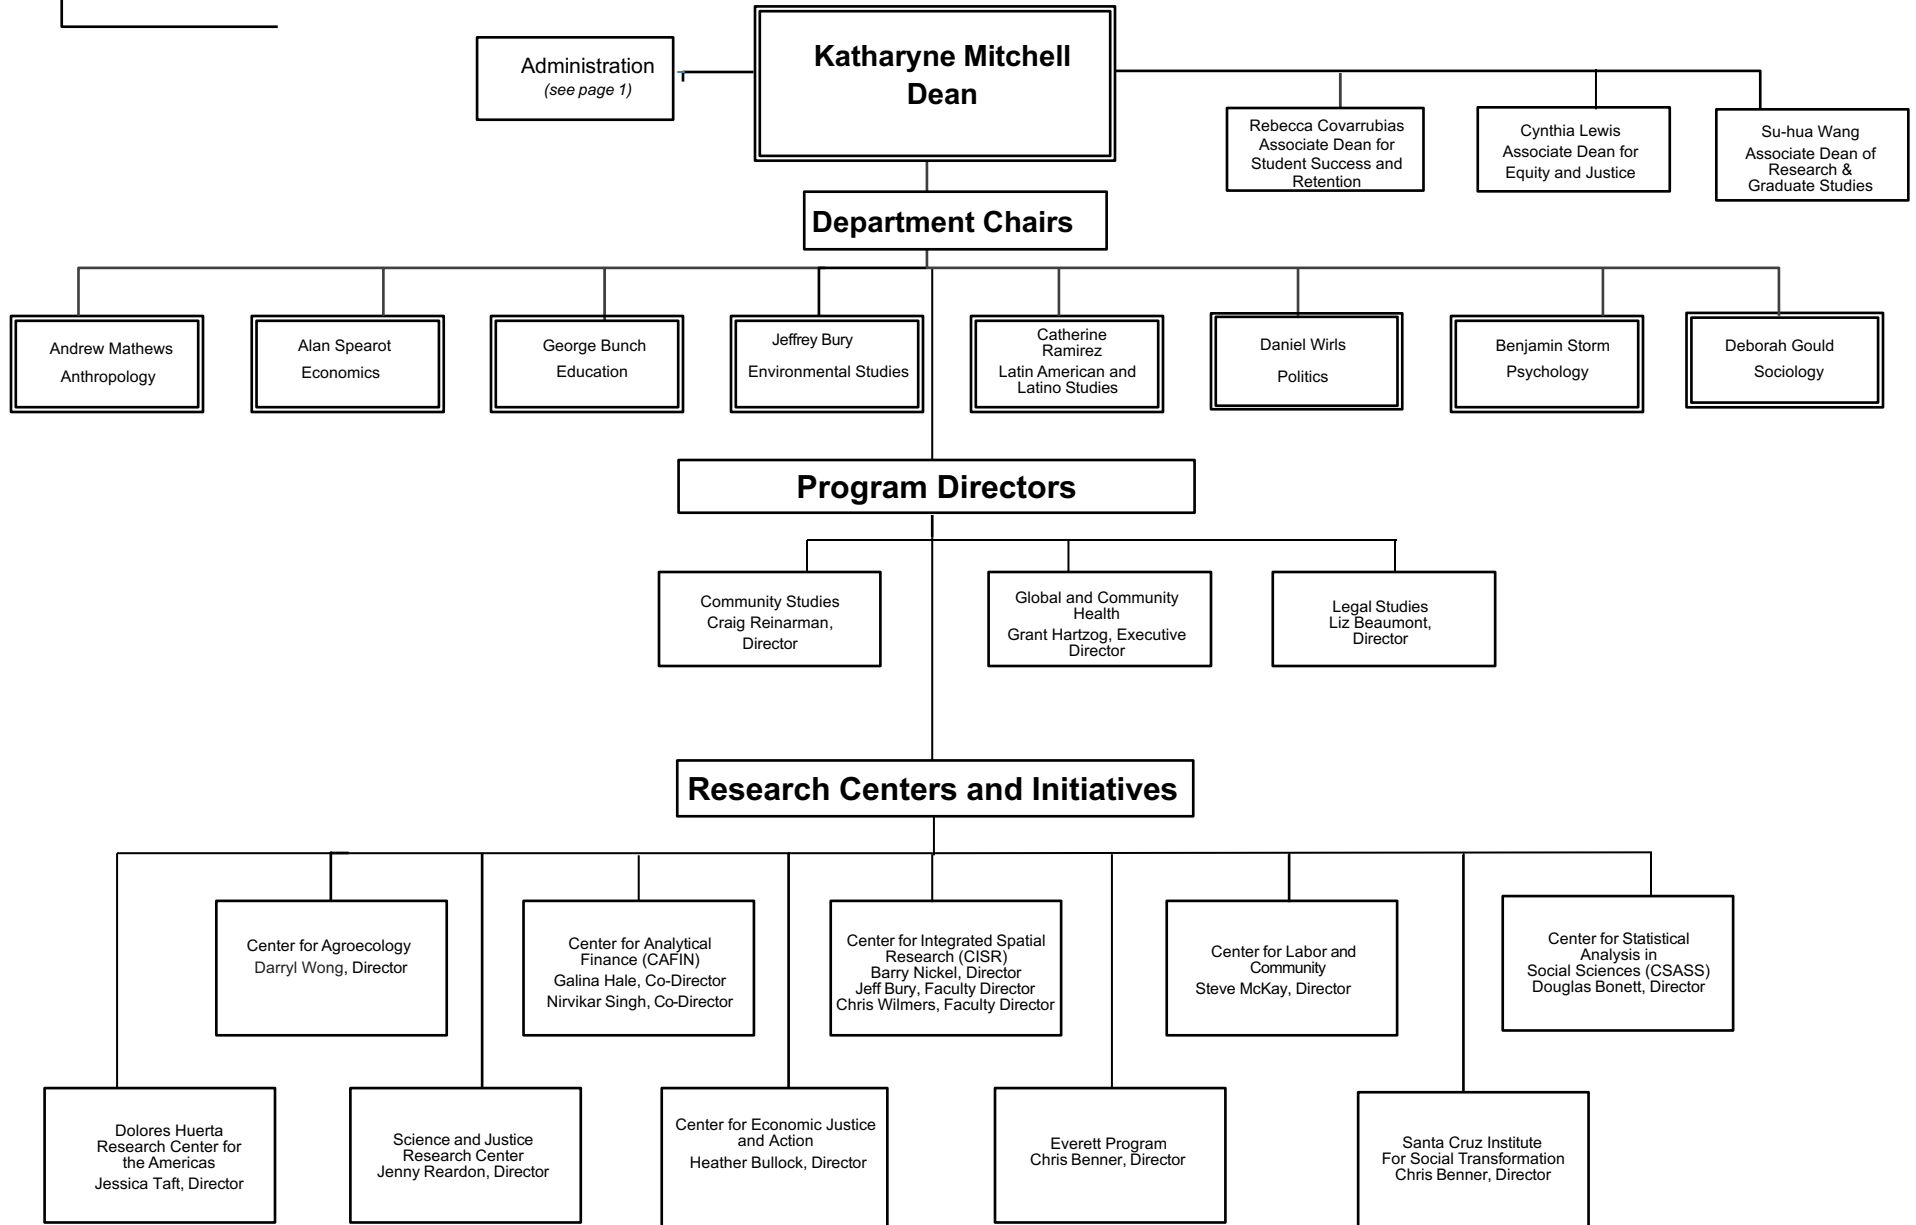 Katharyne Mitchell
Dean
Administration
(see page 1)
Rebecca Covarrubias
Associate Dean for
Student Success and
Retention
Cynthia Lewis
Associate Dean for
Equity and Justice
Su-hua Wang
Associate Dean of
Research &
Graduate Studies
Department Chairs
Andrew Mathews
Anthropology
Alan Spearot
Economics
George Bunch
Education
Jeffrey Bury
Environmental Studies
Catherine
Ramirez
Latin American and
Latino Studies
Daniel Wirls
Politics
Benjamin Storm
Psychology
Deborah Gould
Sociology
Program Directors
Community Studies
Craig Reinarman,
Director
Global and Community
Health
Grant Hartzog, Executive
Director
Legal Studies
Liz Beaumont,
Director
Research Centers and Initiatives
Center for Agroecology
Darryl Wong, Director
Center for Analytical
Finance (CAFIN)
Galina Hale, Co-Director
Nirvikar Singh, Co-Director
Center for Integrated Spatial
Research (CISR)
Barry Nickel, Director
Jeff Bury, Faculty Director
Chris Wilmers, Faculty Director
Center for Labor and
Community
Steve McKay, Director
Center for Statistical
Analysis in
Social Sciences (CSASS)
Douglas Bonett, Director
Dolores Huerta
Research Center for
the Americas
Jessica Taft, Director
Science and Justice
Research Center
Jenny Reardon, Director
Center for Economic Justice
and Action
Heather Bullock, Director
Everett Program
Chris Benner, Director
Santa Cruz Institute
For Social Transformation
Chris Benner, Director